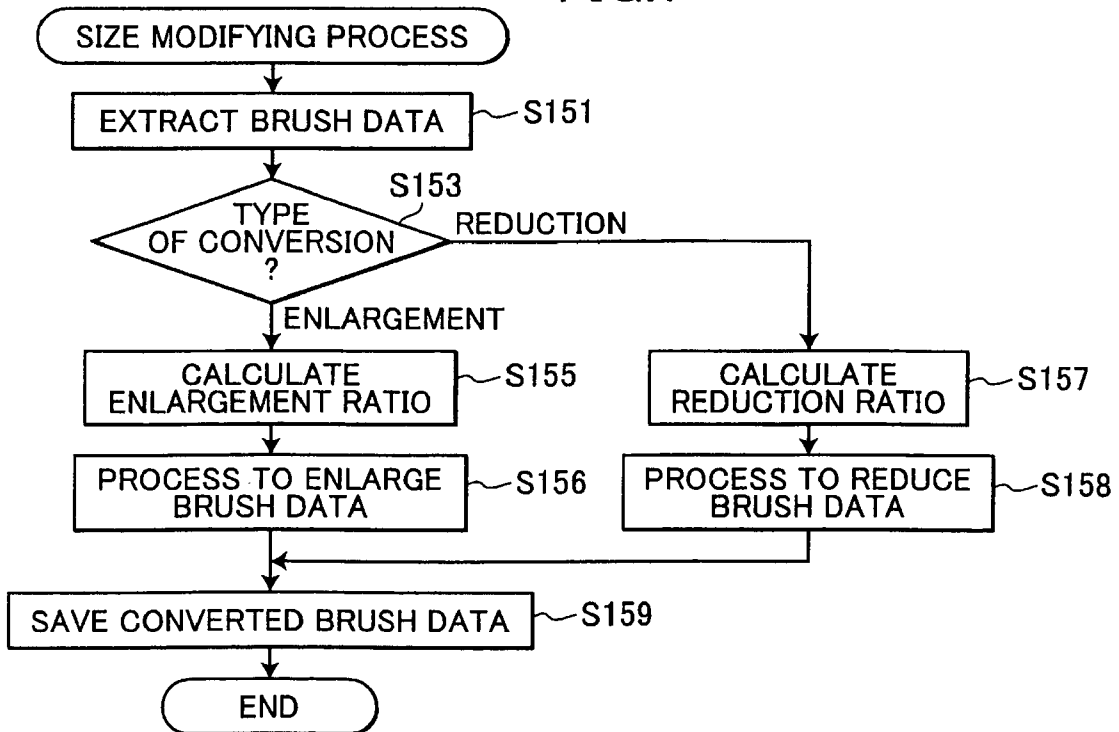 SIZE MODIFYING PROCESS
EXTRACT BRUSH DATA
S151
S153
TYPE
OF CONVERSION
?
REDUCTION
ENLARGEMENT
CALCULATE
ENLARGEMENT RATIO
S155
CALCULATE
REDUCTION RATIO
S157
PROCESS TO ENLARGE
BRUSH DATA
S156
PROCESS TO REDUCE
BRUSH DATA
S158
SAVE CONVERTED BRUSH DATA
S159
END